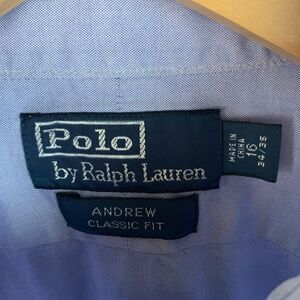 Polo
by Ralph Lauren
MADE IN
CHINA
16
34/35
ANDREW
CLASSIC FIT